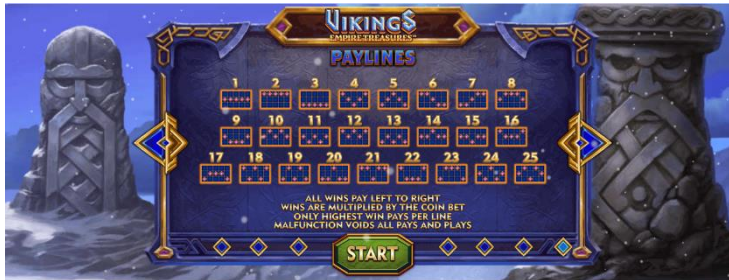 VIKINGS
EMPIRE TREASURES™
PAYLINES
1 2 3 4 5 6 7 8
9 10 11 12 13 14 15 16
17 18 19 20 21 22 23 24 25
ALL WINS PAY LEFT TO RIGHT
WINS ARE MULTIPLIED BY THE COIN BET
ONLY HIGHEST WIN PAYS PER LINE
MALFUNCTION VOIDS ALL PAYS AND PLAYS
START